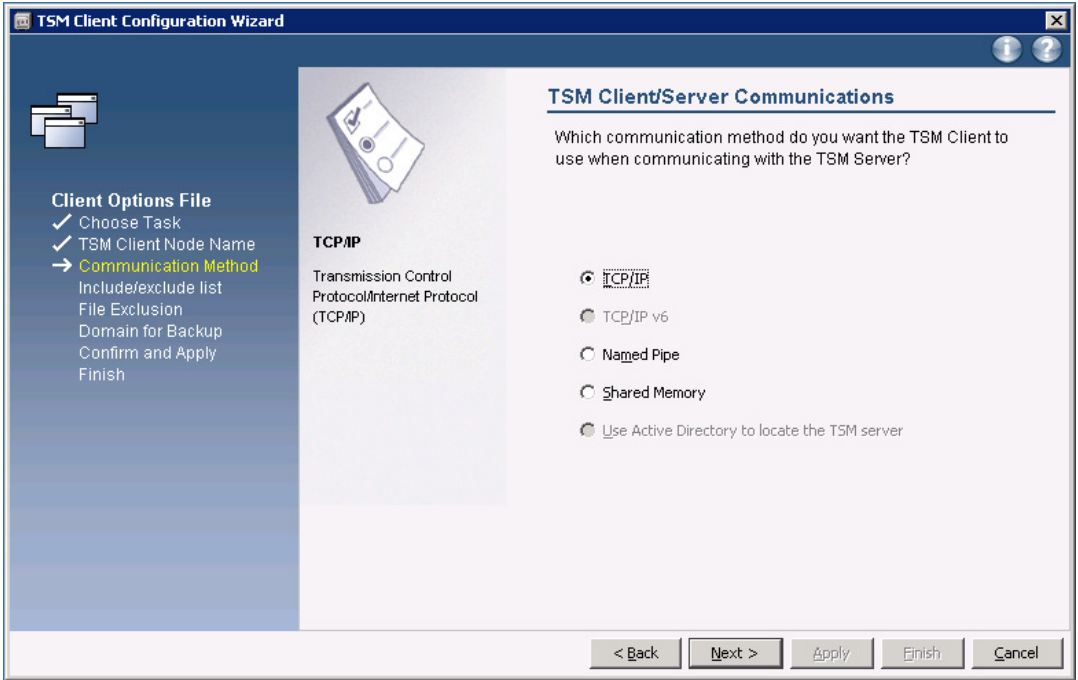 TSM Client Configuration Wizard
Client Options File
Choose Task
TSM Client Node Name
Communication Method
Include/exclude list
File Exclusion
Domain for Backup
Confirm and Apply
Finish
TCP/IP
Transmission Control
Protocol/Internet Protocol
(TCP/IP)
TSM Client/Server Communications
Which communication method do you want the TSM Client to
use when communicating with the TSM Server?
TCP/IP
TCP/IP v6
Named Pipe
Shared Memory
Use Active Directory to locate the TSM server
< Back
Next >
Apply
Finish
Cancel